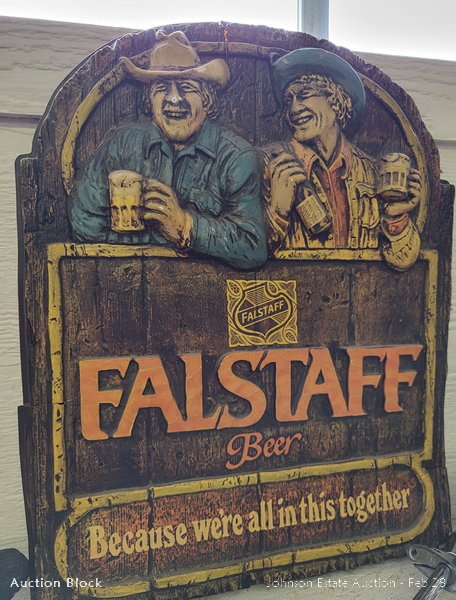 FALSTAFF
FALSTAFF
Beer
Because we're all in this together
Auction Block
Johnson Estate Auction - Feb 29